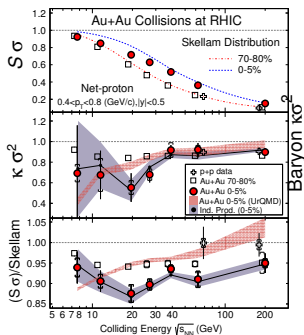 Au+Au Collisions at RHIC
Skellam Distribution
70-80%
0-5%
Net-proton
0.4<p_T<0.8 (GeV/c),|y|<0.5
S σ
1.0
0.8
0.6
0.4
0.2
κ σ²
Baryon κσ²
1.0
0.8
0.6
0.4
p+p data
Au+Au 70-80%
Au+Au 0-5%
Au+Au 0-5% (UrQMD)
Ind. Prod. (0-5%)
(S σ)/Skellam
1.05
1.00
0.95
0.90
0.85
5 6 7 8 10 20 30 40 100 200
Colliding Energy √s_NN (GeV)